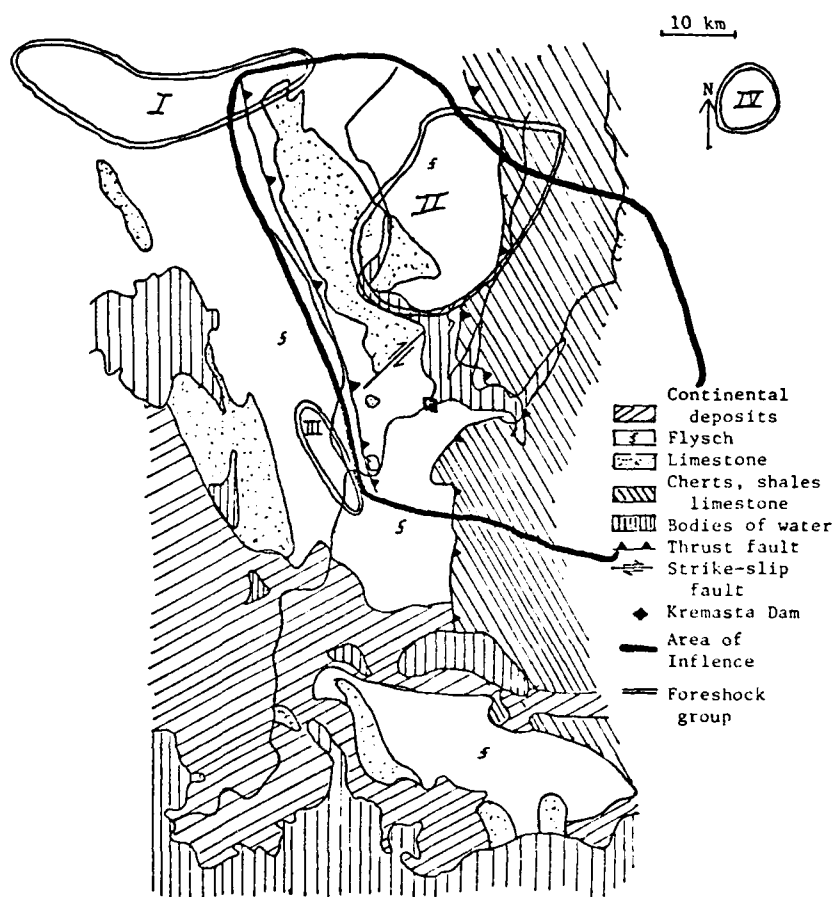 10 km
I
N
IV
II
III
Continental
deposits
Flysch
Limestone
Cherts, shales
limestone
Bodies of water
Thrust fault
Strike-slip
fault
Kremasta Dam
Area of
Inflence
Foreshock
group